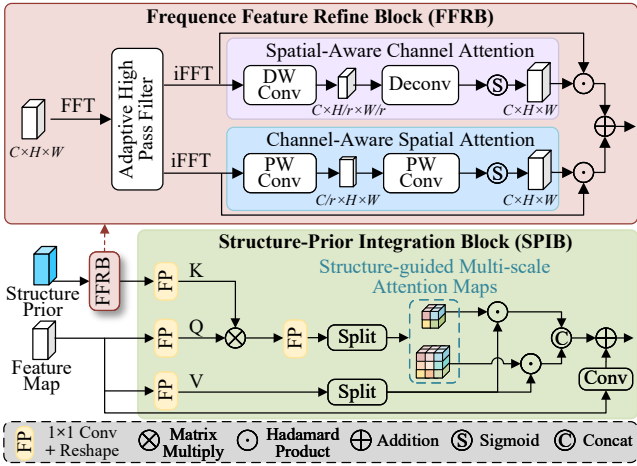 Frequence Feature Refine Block (FFRB)
Spatial-Aware Channel Attention
FFT
Adaptive High
Pass Filter
iFFT
DW
Conv
Deconv
S
C×H/r×W/r
C×H×W
C×H×W
Channel-Aware Spatial Attention
iFFT
PW
Conv
PW
Conv
S
C/r×H×W
C×H×W
Structure-Prior Integration Block (SPIB)
Structure-guided Multi-scale
Attention Maps
Structure
Prior
FFRB
FP
K
Feature
Map
FP
Q
FP
Split
C
Conv
FP
V
Split
FP
1×1 Conv
+ Reshape
Matrix
Multiply
Hadamard
Product
Addition
S
Sigmoid
C
Concat